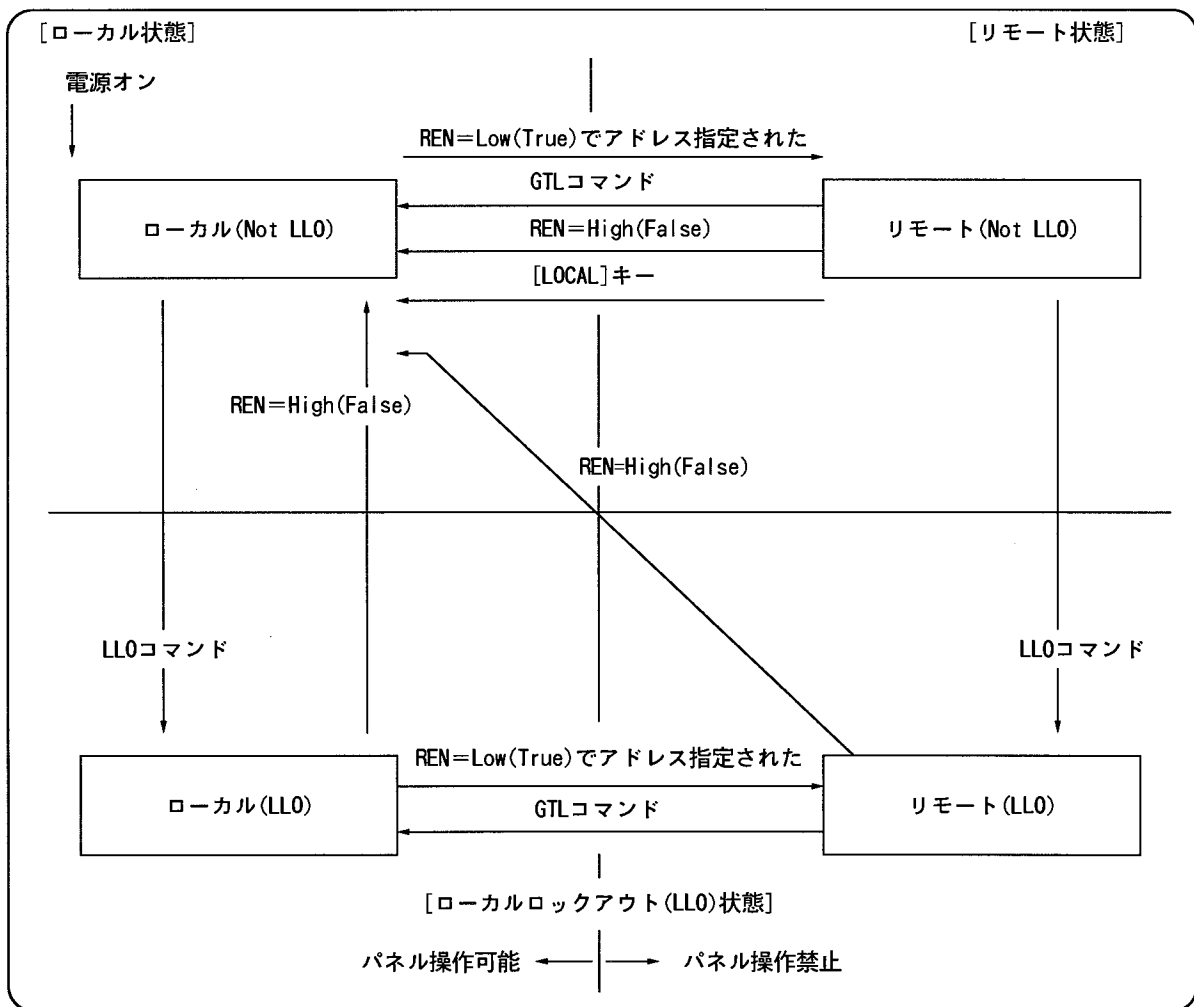 [ローカル状態]
[リモート状態]
電源オン
REN=Low(True)でアドレス指定された
GTLコマンド
ローカル(Not LLO)
REN=High(False)
リモート(Not LLO)
[LOCAL]キー
REN=High(False)
REN=High(False)
LLOコマンド
LLOコマンド
REN=Low(True)でアドレス指定された
ローカル(LLO)
GTLコマンド
リモート(LLO)
[ローカルロックアウト(LLO)状態]
パネル操作可能
パネル操作禁止